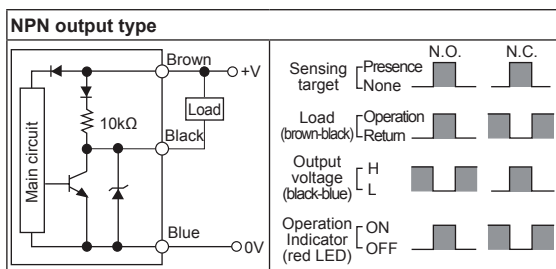 NPN output type
Main circuit
10kΩ
Brown
+V
Load
Black
Blue
0V
N.O. N.C.
Sensing target Presence None
Load (brown-black) Operation Return
Output voltage (black-blue) H L
Operation Indicator (red LED) ON OFF